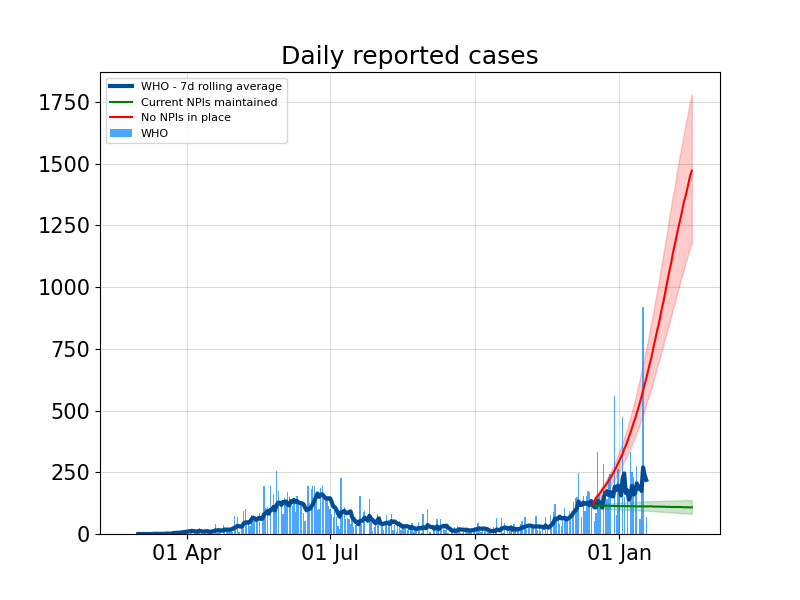 Daily reported cases
WHO - 7d rolling average
Current NPIs maintained
No NPIs in place
WHO
1750
1500
1250
1000
750
500
250
0
01 Apr
01 Jul
01 Oct
01 Jan